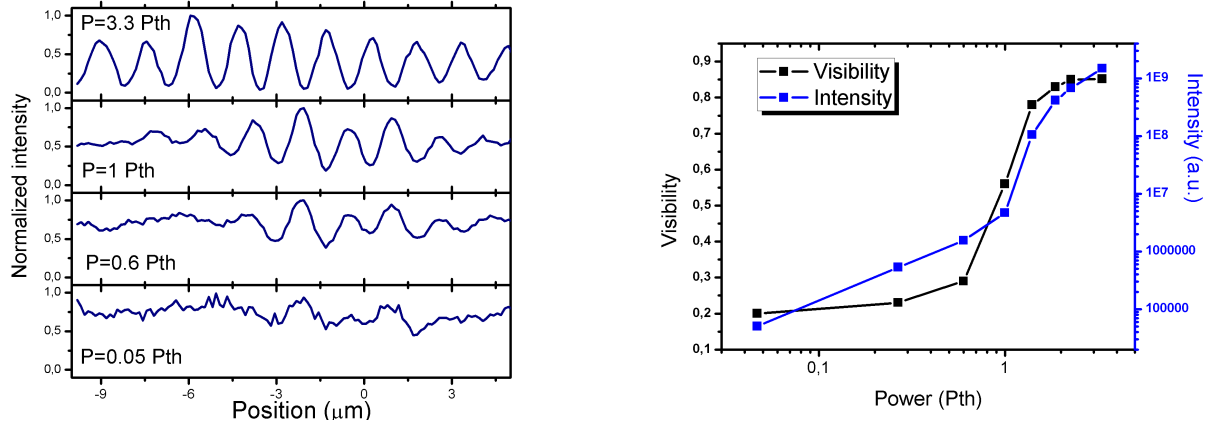 P=3.3 Pth
1,0
0,5
0,0
P=1 Pth
1,0
0,5
0,0
P=0.6 Pth
1,0
0,5
0,0
P=0.05 Pth
1,0
0,5
0,0
Normalized intensity
-9 -6 -3 0 3
Position (μm)
Visibility
Intensity
0,9
0,8
0,7
0,6
0,5
0,4
0,3
0,2
0,1
Visibility
1E9
1E8
1E7
1000000
100000
Intensity (a.u.)
0,1 1
Power (Pth)